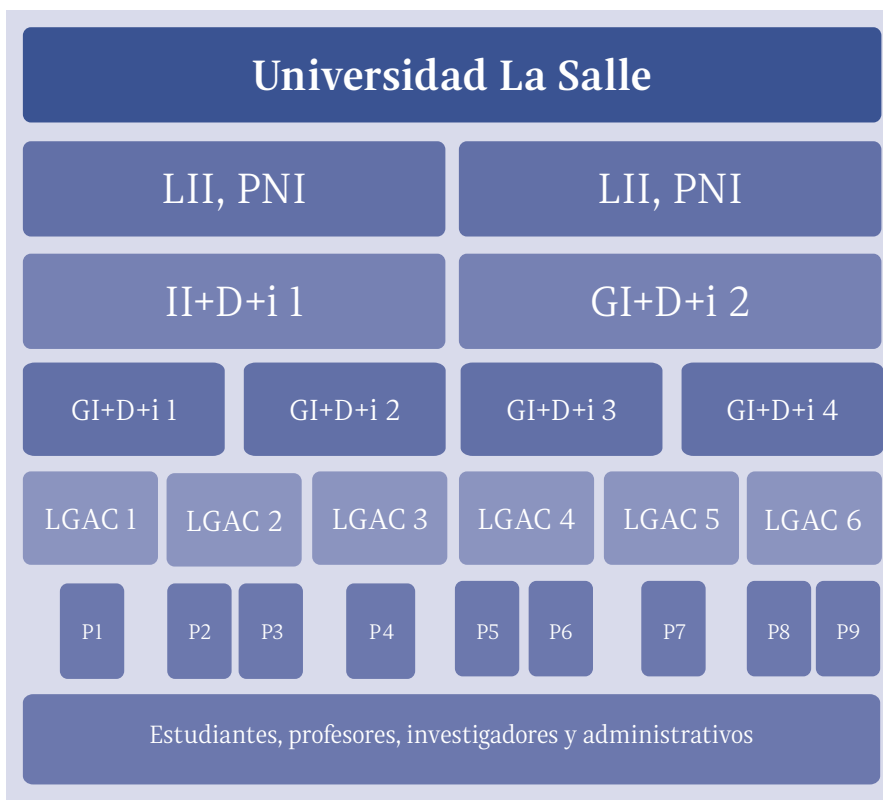 Universidad La Salle
LII, PNI
LII, PNI
II+D+i 1
GI+D+i 2
GI+D+i 1
GI+D+i 2
GI+D+i 3
GI+D+i 4
LGAC 1
LGAC 2
LGAC 3
LGAC 4
LGAC 5
LGAC 6
P1
P2
P3
P4
P5
P6
P7
P8
P9
Estudiantes, profesores, investigadores y administrativos